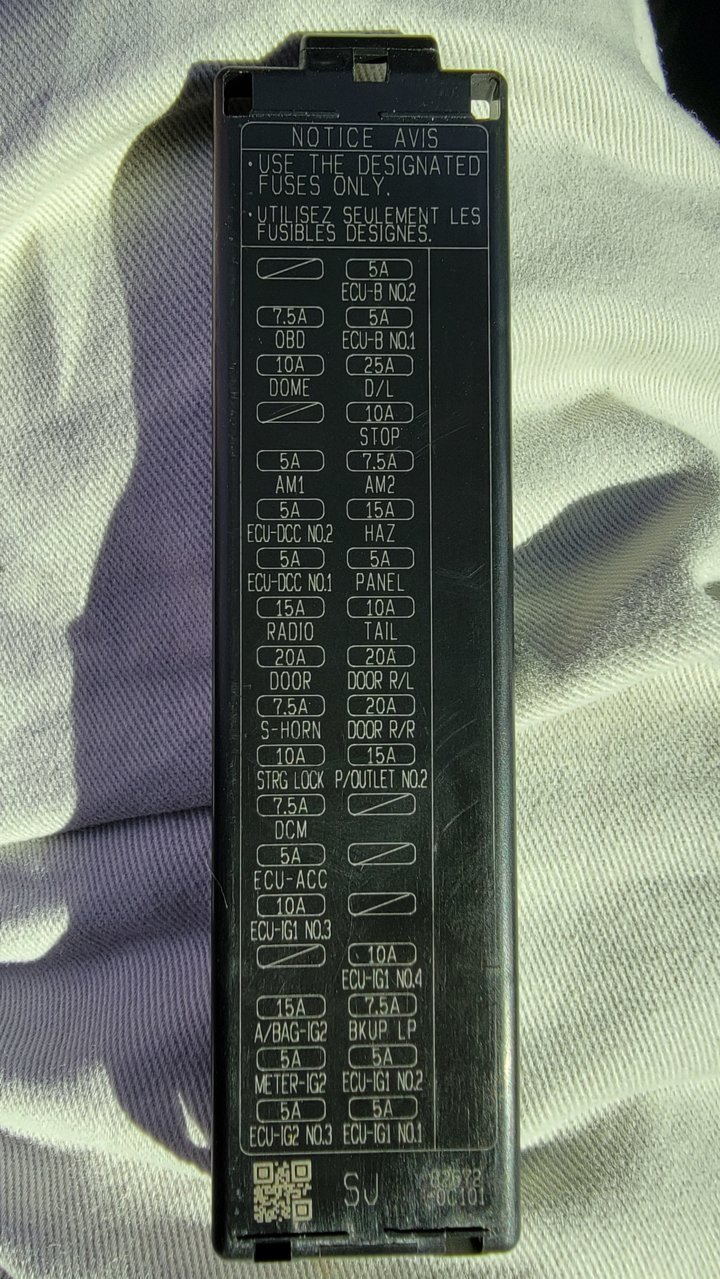 NOTICE AVIS
·USE THE DESIGNATED
FUSES ONLY.
·UTILISEZ SEULEMENT LES
FUSIBLES DESIGNES.
5A
ECU-B NO.2
7.5A 5A
OBD ECU-B NO.1
10A 25A
DOME D/L
10A
STOP
5A 7.5A
AM1 AM2
5A 15A
ECU-DCC NO.2 HAZ
5A 5A
ECU-DCC NO.1 PANEL
15A 10A
RADIO TAIL
20A 20A
DOOR DOOR R/L
7.5A 20A
S-HORN DOOR R/R
10A 15A
STRG LOCK P/OUTLET NO.2
7.5A
DCM
5A
ECU-ACC
10A
ECU-IG1 NO.3
10A
ECU-IG1 NO.4
15A 7.5A
A/BAG-IG2 BKUP LP
5A 5A
METER-IG2 ECU-IG1 NO.2
5A 5A
ECU-IG2 NO.3 ECU-IG1 NO.1
SJ